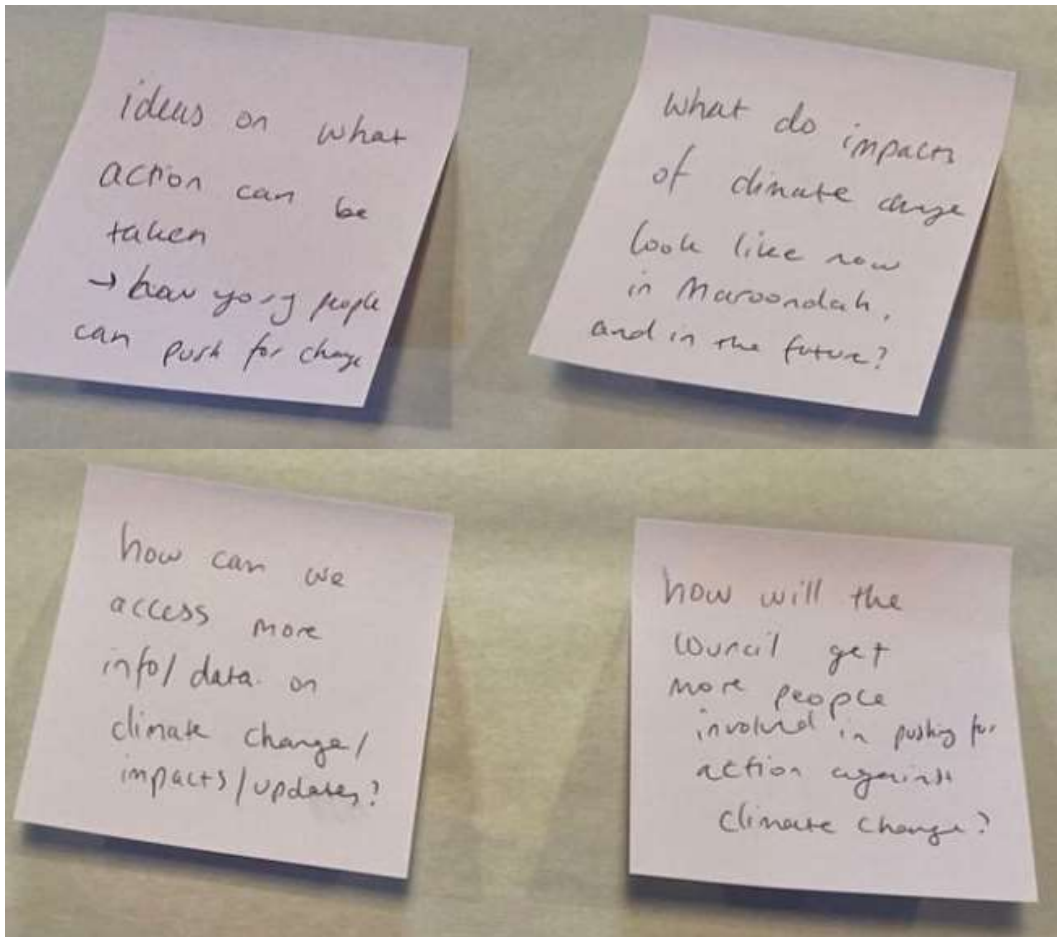 ideas on what
action can be
taken
→ how young people
can push for change
what do impacts
of climate change
look like now
in Maroondah,
and in the future?
how can we
access more
info/data on
climate change/
impacts/updates?
how will the
council get
more people
involved in pushing for
action against
climate change?